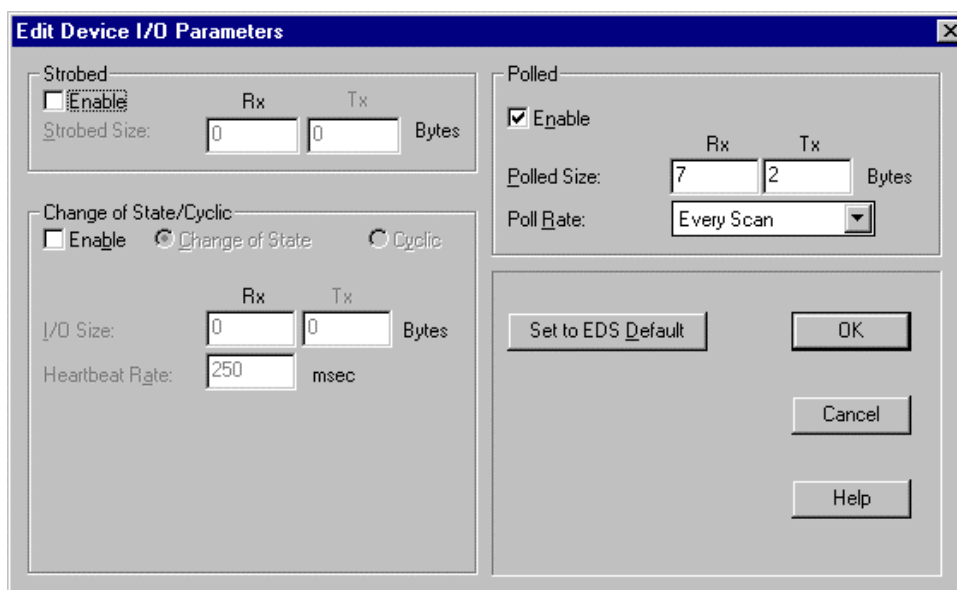 Edit Device I/O Parameters
Strobed
Enable
Rx Tx
Strobed Size: 0 0 Bytes
Change of State/Cyclic
Enable Change of State Cyclic
Rx Tx
I/O Size: 0 0 Bytes
Heartbeat Rate: 250 msec
Polled
Enable
Rx Tx
Polled Size: 7 2 Bytes
Poll Rate: Every Scan
Set to EDS Default
OK
Cancel
Help